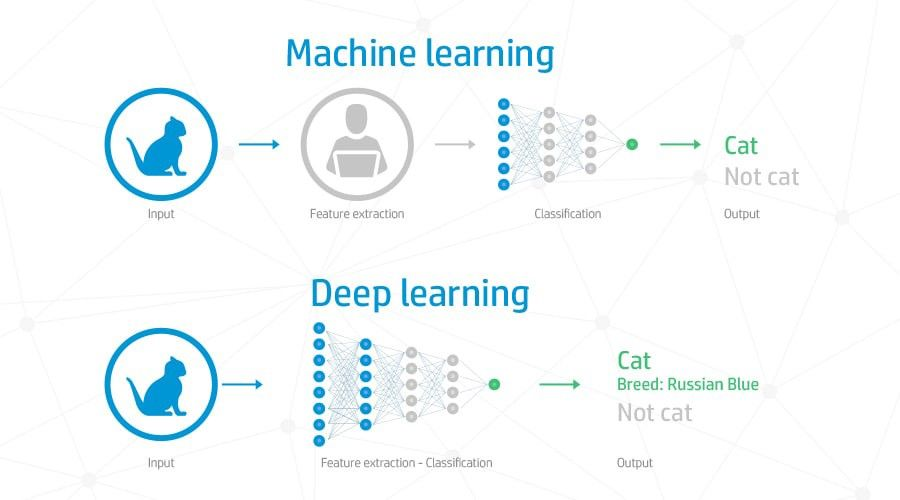 Machine learning
Cat
Not cat
Input
Feature extraction
Classification
Output
Deep learning
Cat
Breed: Russian Blue
Not cat
Input
Feature extraction - Classification
Output